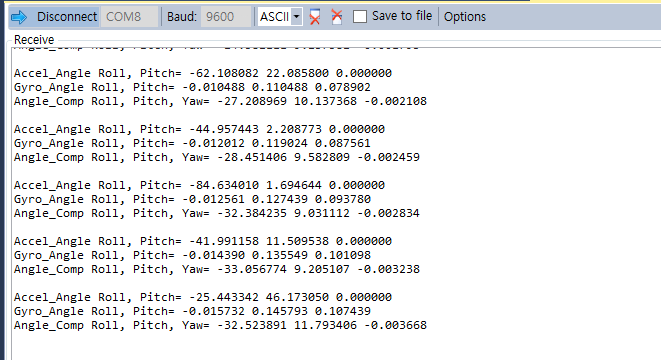 Disconnect COM8 Baud: 9600 ASCII Save to file Options
Receive
Accel_Angle Roll, Pitch= -62.108082 22.085800 0.000000
Gyro_Angle Roll, Pitch= -0.010488 0.110488 0.078902
Angle_Comp Roll, Pitch, Yaw= -27.208969 10.137368 -0.002108
Accel_Angle Roll, Pitch= -44.957443 2.208773 0.000000
Gyro_Angle Roll, Pitch= -0.012012 0.119024 0.087561
Angle_Comp Roll, Pitch, Yaw= -28.451406 9.582809 -0.002459
Accel_Angle Roll, Pitch= -84.634010 1.694644 0.000000
Gyro_Angle Roll, Pitch= -0.012561 0.127439 0.093780
Angle_Comp Roll, Pitch, Yaw= -32.384235 9.031112 -0.002834
Accel_Angle Roll, Pitch= -41.991158 11.509538 0.000000
Gyro_Angle Roll, Pitch= -0.014390 0.135549 0.101098
Angle_Comp Roll, Pitch, Yaw= -33.056774 9.205107 -0.003238
Accel_Angle Roll, Pitch= -25.443342 46.173050 0.000000
Gyro_Angle Roll, Pitch= -0.015732 0.145793 0.107439
Angle_Comp Roll, Pitch, Yaw= -32.523891 11.793406 -0.003668